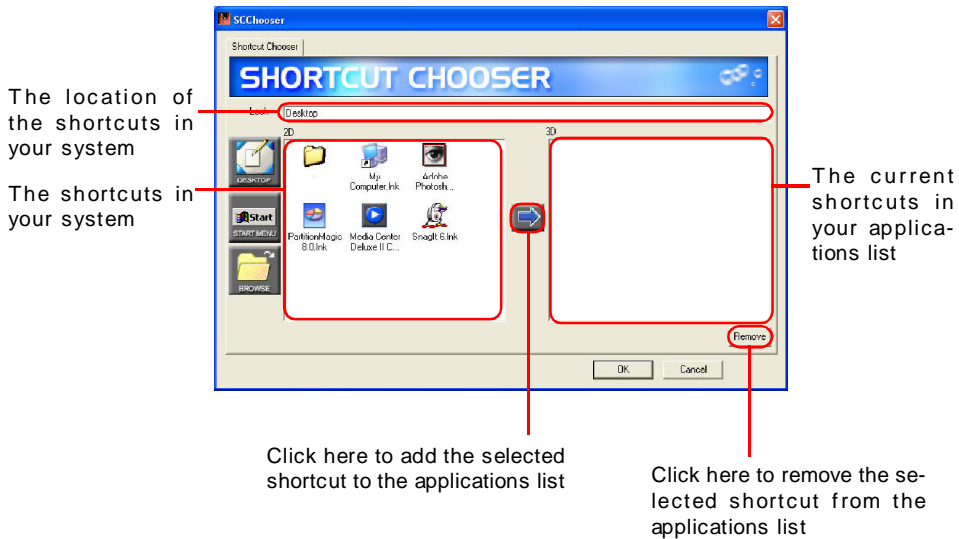 SCChooser
Shortcut Chooser
SHORTCUT CHOOSER
The location of
the shortcuts in
your system
Desktop
2D
3D
The shortcuts in
your system
DESKTOP
My
Computer.lnk
Adobe
Photosh...
Start
START MENU
PartitionMagic
8.0.lnk
Media Center
Deluxe II C...
SnagIt 6.lnk
BROWSE
The current
shortcuts in
your applica-
tions list
Remove
OK
Cancel
Click here to add the selected
shortcut to the applications list
Click here to remove the se-
lected shortcut from the
applications list